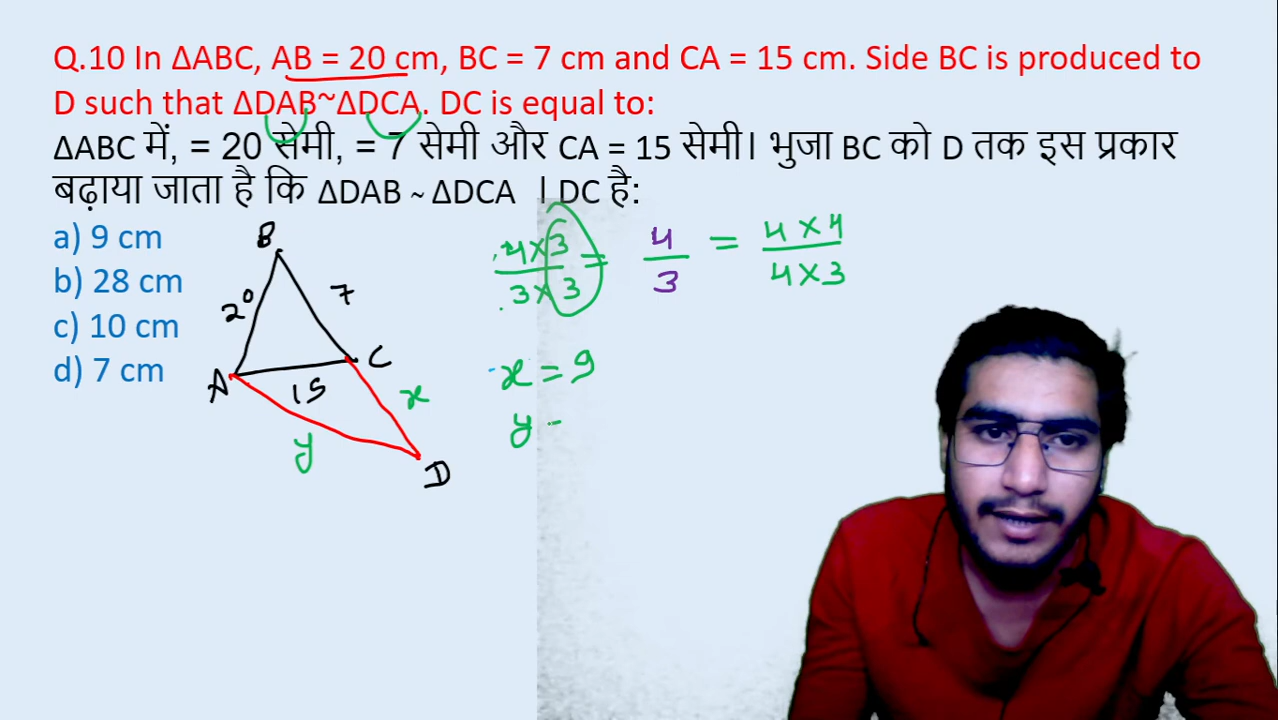 Q.10 In ΔABC, AB = 20 cm, BC = 7 cm and CA = 15 cm. Side BC is produced to
D such that ΔDAB~ΔDCA. DC is equal to:
ΔABC में, = 20 सेमी, = 7 सेमी और CA = 15 सेमी। भुजा BC को D तक इस प्रकार
बढ़ाया जाता है कि ΔDAB ~ ΔDCA । DC है:
a) 9 cm
b) 28 cm
c) 10 cm
d) 7 cm
B
20
7
A
15
C
x
y
D
4×3/3×3 = 4/3 = 4×4/4×3
x = 9
y =